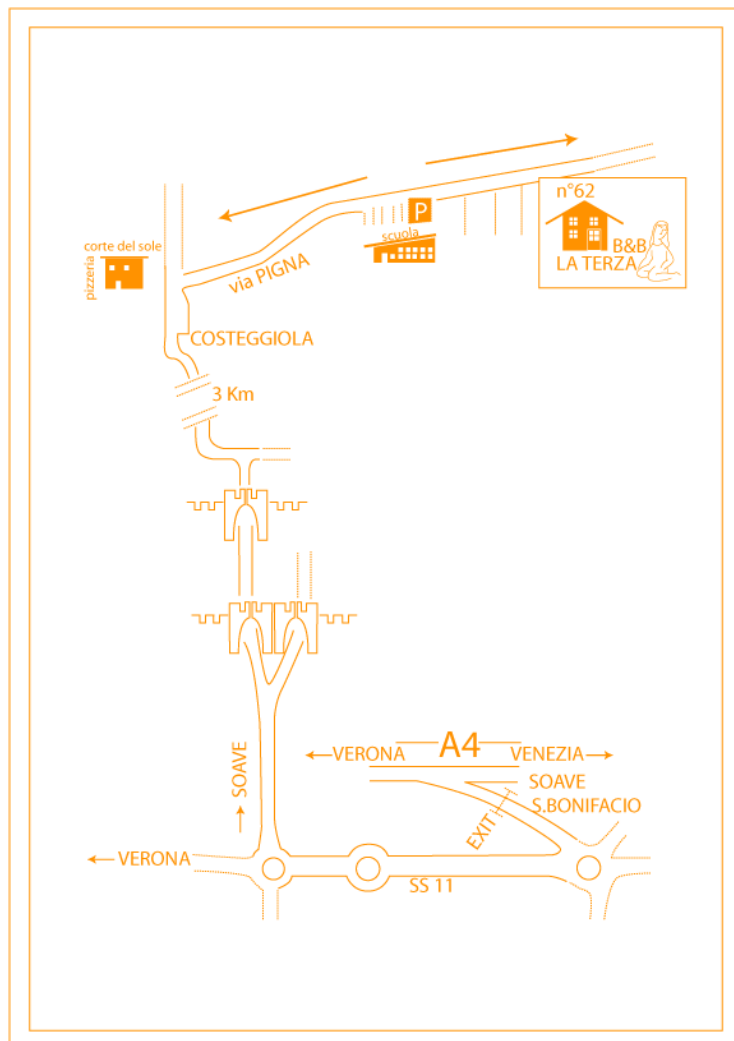 n°62
P
scuola
B&B
LA TERZA
corte del sole
pizzeria
via PIGNA
COSTEGGIOLA
3 Km
A4
VERONA
VENEZIA
SOAVE
SOAVE
S.BONIFACIO
EXIT
VERONA
SS 11